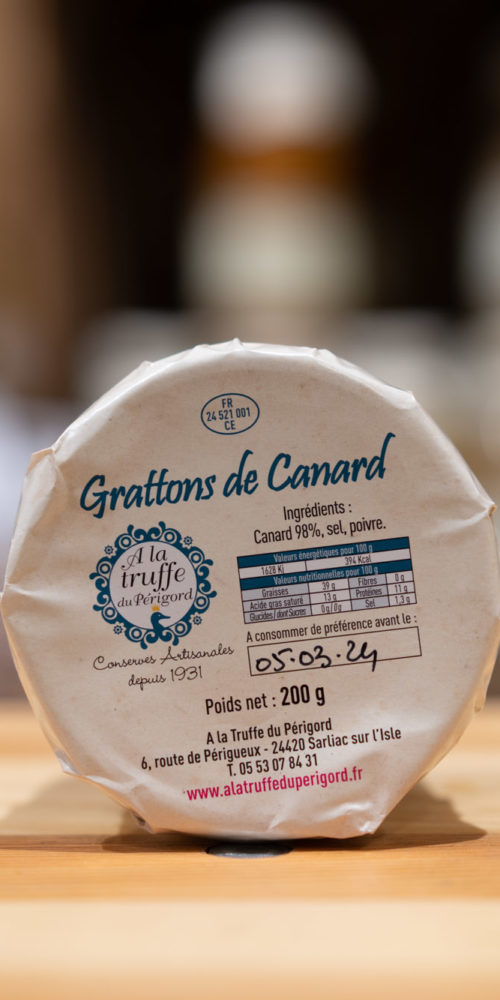 FR
24 521 001
CE
Grattons de Canard
Ingrédients :
Canard 98%, sel, poivre.
Valeurs énergétiques pour 100 g
1628 Kj 394 Kcal
Valeurs nutritionnelles pour 100 g
Graisses 39 g Fibres 0 g
Acide gras saturé 13 g Protéines 11 g
Glucides / dont Sucres 0g/0g Sel 1,3 g
A la
truffe
du Périgord
Conserves Artisanales
depuis 1931
A consommer de préférence avant le :
05.03.24
Poids net : 200 g
A la Truffe du Périgord
6, route de Périgueux - 24420 Sarliac sur l'Isle
T. 05 53 07 84 31
www.alatruffeduperigord.fr